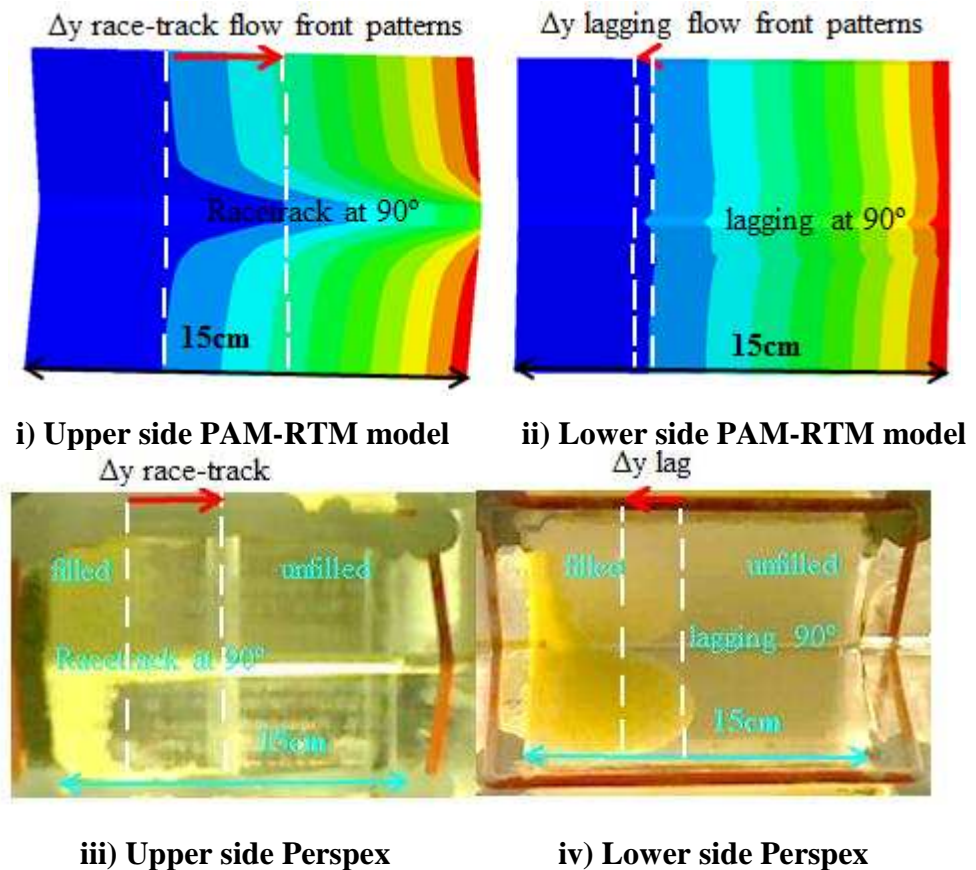 Δy race-track flow front patterns
Δy lagging flow front patterns
Racetrack at 90°
lagging at 90°
15cm
15cm
i) Upper side PAM-RTM model
ii) Lower side PAM-RTM model
Δy race-track
Δy lag
filled
unfilled
filled
unfilled
Racetrack at 90°
lagging 90°
15cm
15cm
iii) Upper side Perspex
iv) Lower side Perspex